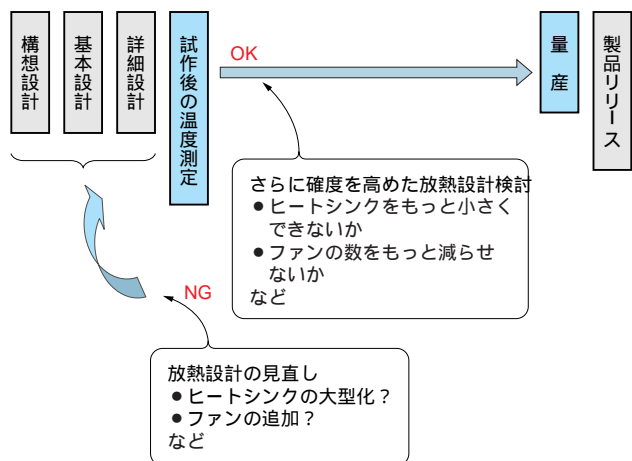 構想設計
基本設計
詳細設計
試作後の温度測定
OK
量産
製品リリース
さらに確度を高めた放熱設計検討
●ヒートシンクをもっと小さく
できないか
●ファンの数をもっと減らせ
ないか
など
NG
放熱設計の見直し
●ヒートシンクの大型化？
●ファンの追加？
など